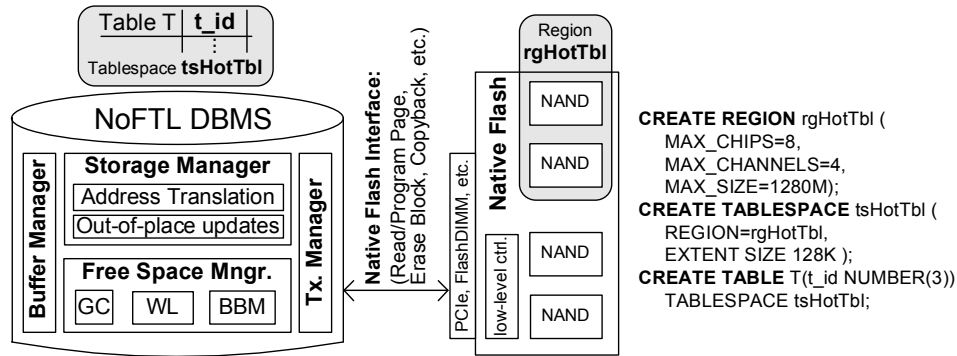 Table T t_id
⋮
Tablespace tsHotTbl
NoFTL DBMS
Buffer Manager
Storage Manager
Address Translation
Out-of-place updates
Free Space Mngr.
GC WL BBM
Tx. Manager
Native Flash Interface:
(Read/Program Page,
Erase Block, Copyback, etc.)
PCIe, FlashDIMM, etc.
Native Flash
low-level ctrl.
Region
rgHotTbl
NAND
NAND
NAND
NAND
CREATE REGION rgHotTbl (
MAX_CHIPS=8,
MAX_CHANNELS=4,
MAX_SIZE=1280M);
CREATE TABLESPACE tsHotTbl (
REGION=rgHotTbl,
EXTENT SIZE 128K );
CREATE TABLE T(t_id NUMBER(3))
TABLESPACE tsHotTbl;